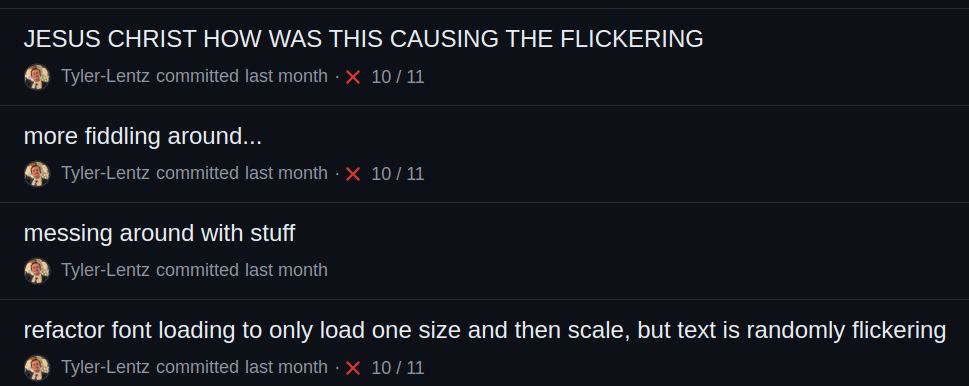 JESUS CHRIST HOW WAS THIS CAUSING THE FLICKERING
Tyler-Lentz committed last month · ✕ 10 / 11
more fiddling around...
Tyler-Lentz committed last month · ✕ 10 / 11
messing around with stuff
Tyler-Lentz committed last month
refactor font loading to only load one size and then scale, but text is randomly flickering
Tyler-Lentz committed last month · ✕ 10 / 11